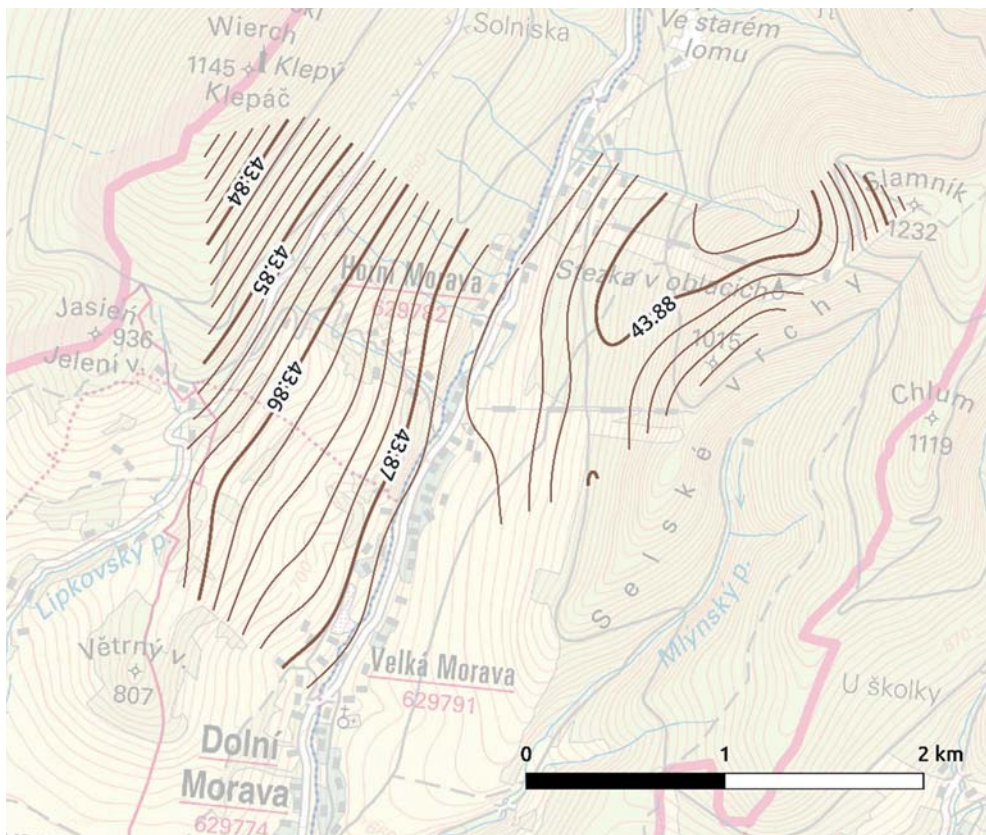 Wierch
1145
Klepý
Klepáč
Solniska
Ve starém
lomu
Slamník
1232
43.84
43.85
Horní Morava
629782
Stezka v oblacích
43.88
1015
Jasień
936
Jelení v.
43.86
43.87
Chlum
1119
Selské vrchy
Lipkovský p.
Mlýnský p.
Větrný v.
807
Velká Morava
629791
U školky
Dolní
Morava
629774
0 1 2 km